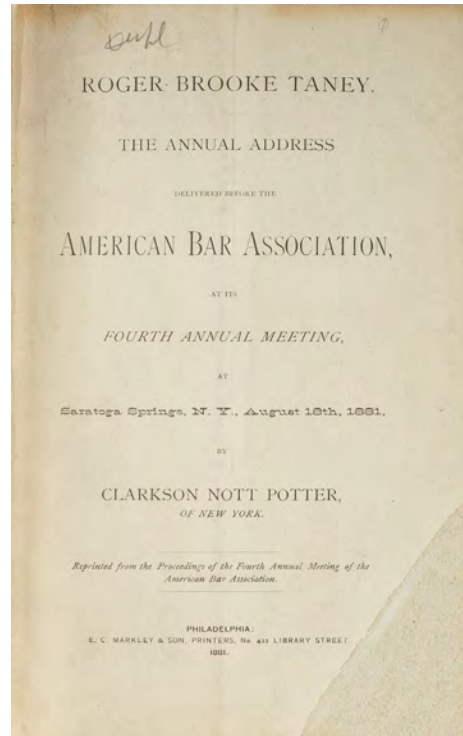 ROGER BROOKE TANEY.
THE ANNUAL ADDRESS
DELIVERED BEFORE THE
AMERICAN BAR ASSOCIATION,
AT ITS
FOURTH ANNUAL MEETING,
AT
Saratoga Springs, N. Y., August 18th, 1881,
BY
CLARKSON NOTT POTTER,
OF NEW YORK.
Reprinted from the Proceedings of the Fourth Annual Meeting of the
American Bar Association.
PHILADELPHIA:
E. C. MARKLEY & SON, PRINTERS, No. 422 LIBRARY STREET
1881.